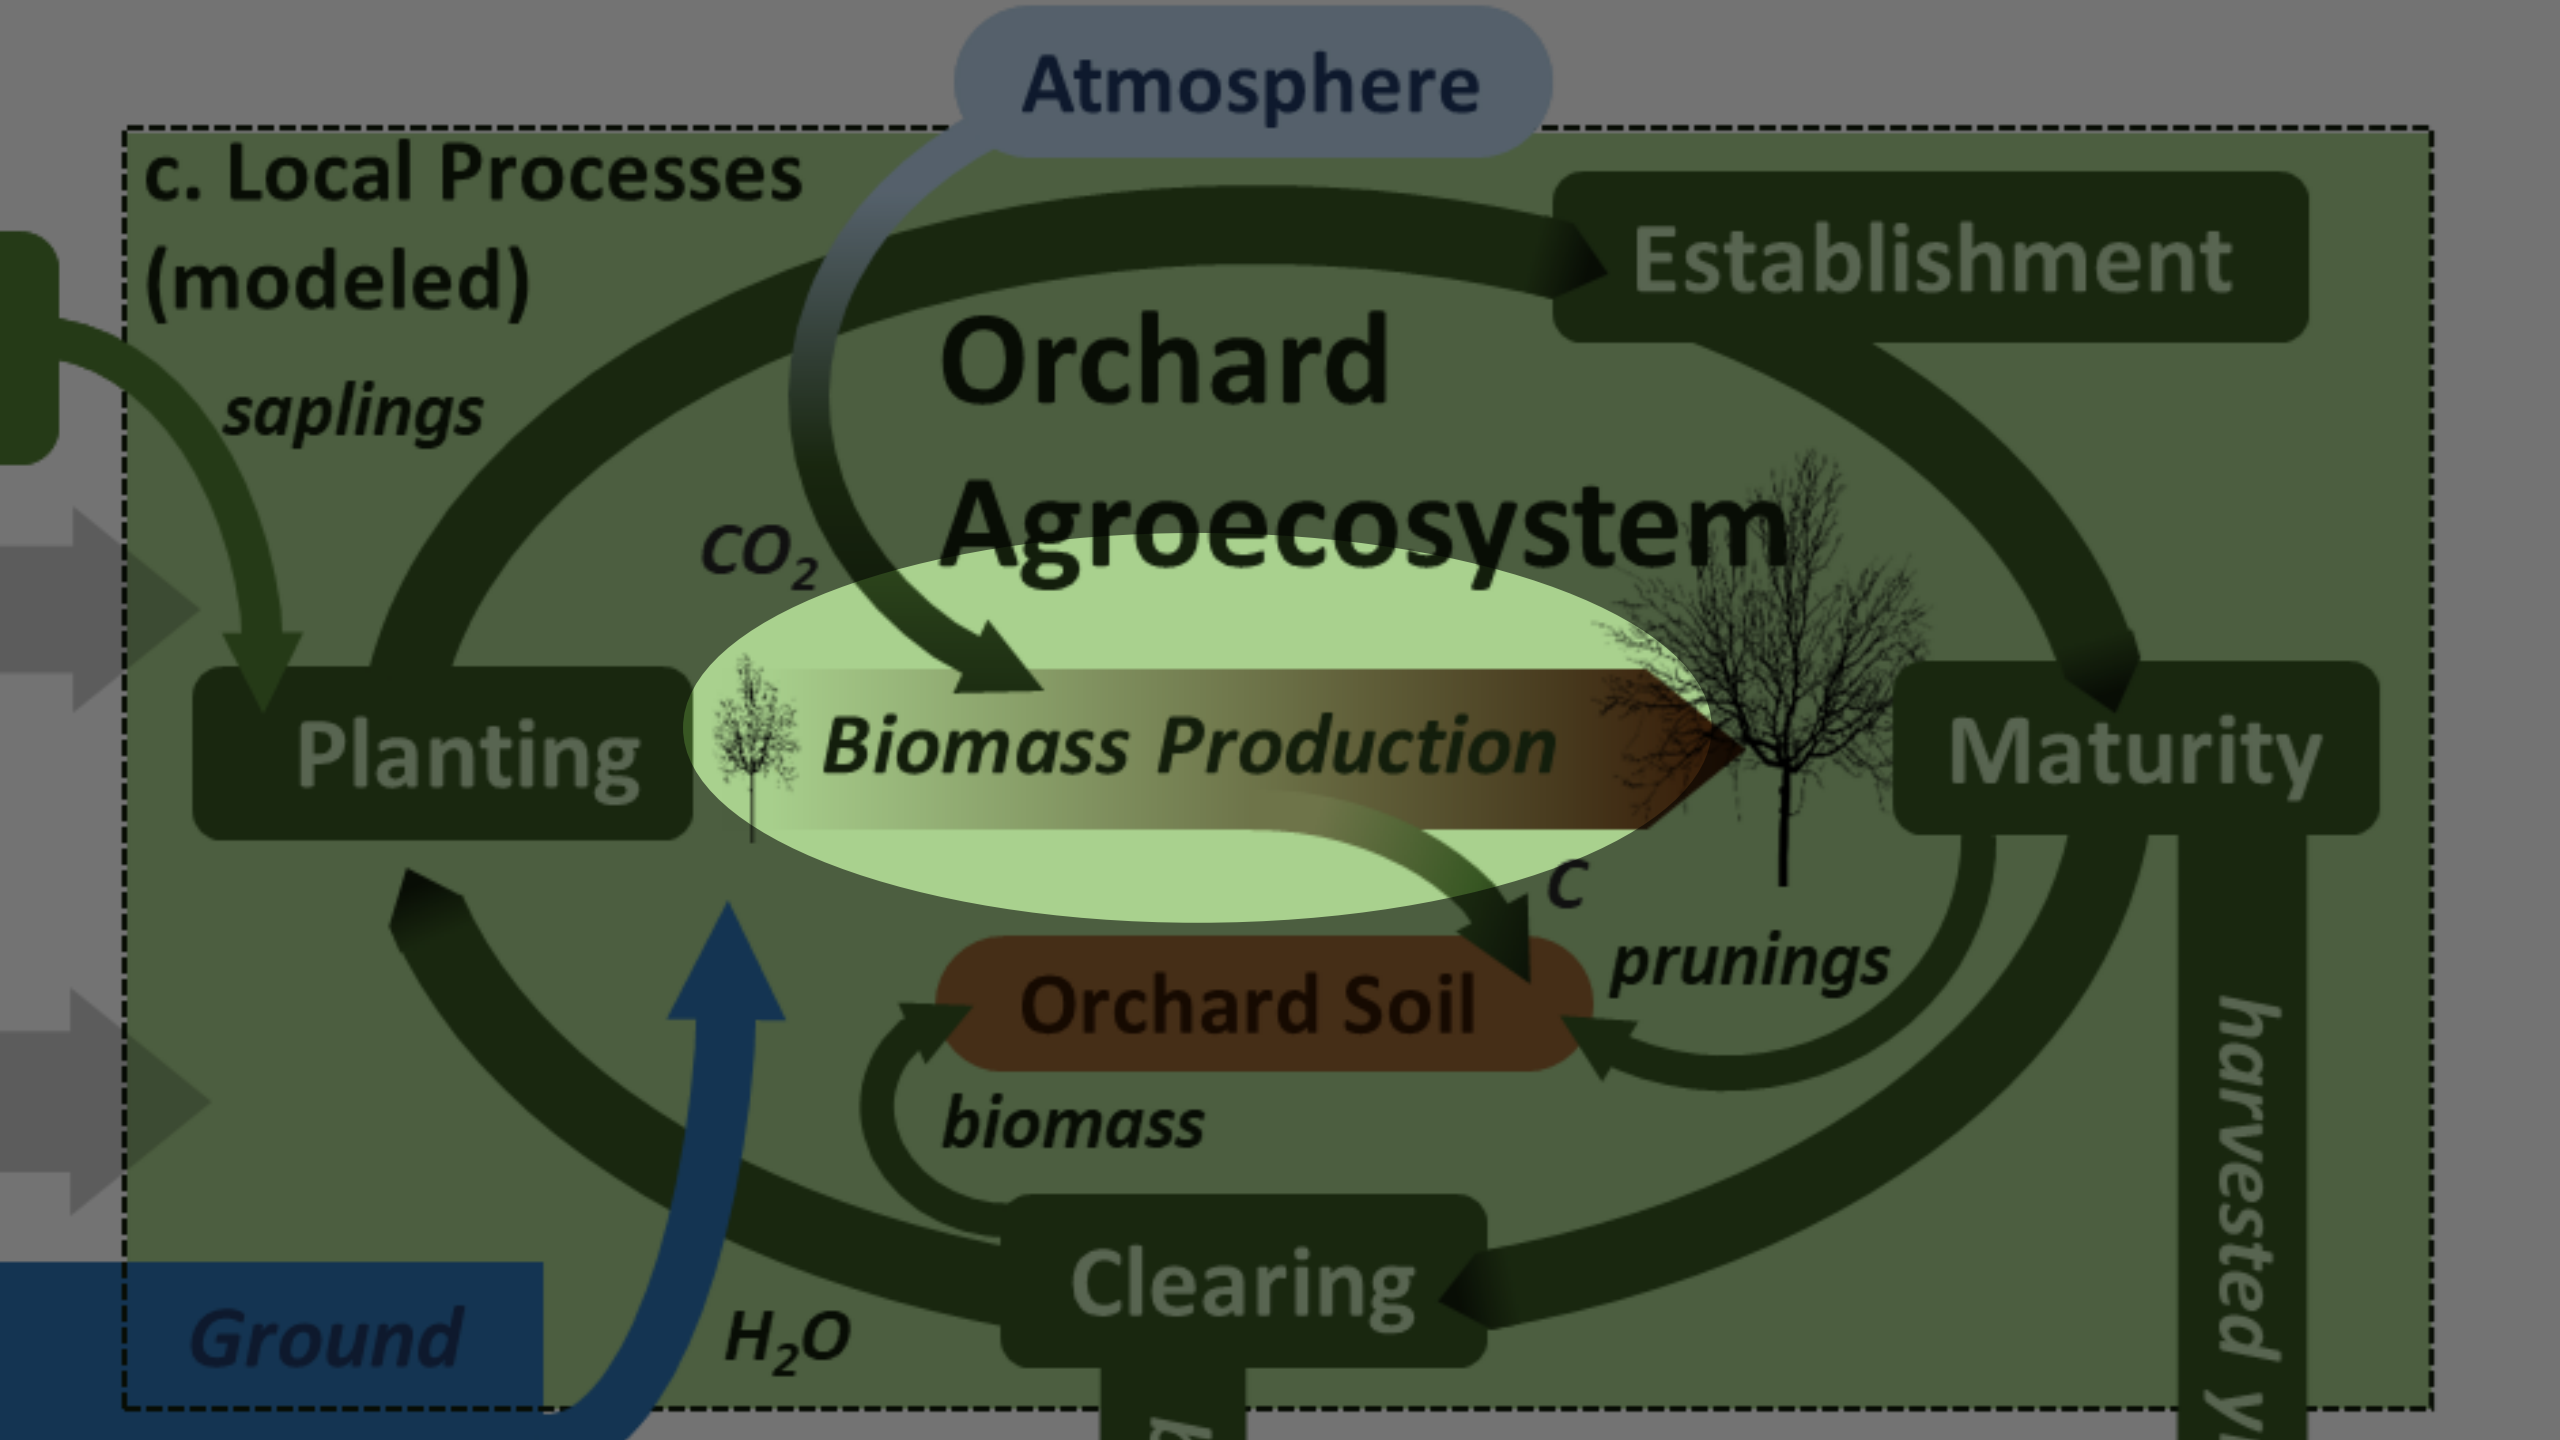 Atmosphere
c. Local Processes
(modeled)
Establishment
Orchard
saplings
Agroecosystem
CO₂
Planting
Biomass Production
Maturity
C
prunings
Orchard Soil
biomass
harvested
Clearing
Ground
H₂O